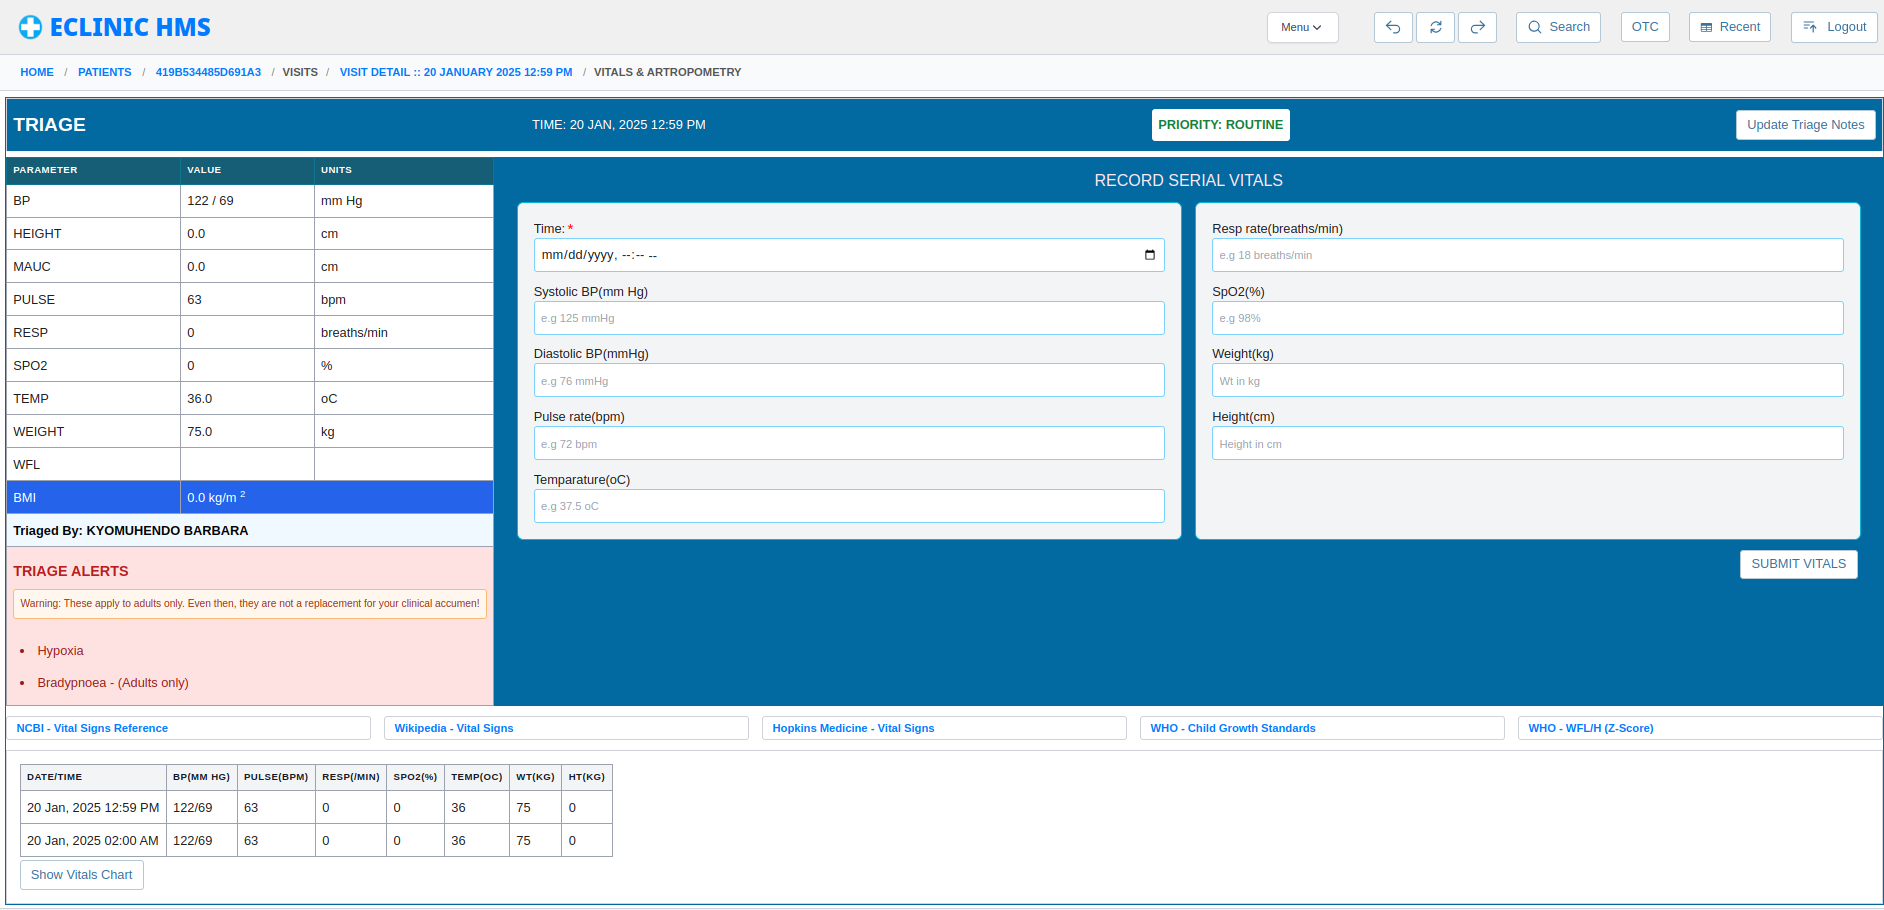 ECLINIC HMS
Menu
Search
OTC
Recent
Logout
HOME / PATIENTS / 419B534485D691A3 / VISITS / VISIT DETAIL :: 20 JANUARY 2025 12:59 PM / VITALS & ARTROPOMETRY
TRIAGE
TIME: 20 JAN, 2025 12:59 PM
PRIORITY: ROUTINE
Update Triage Notes
PARAMETER VALUE UNITS
BP 122 / 69 mm Hg
HEIGHT 0.0 cm
MAUC 0.0 cm
PULSE 63 bpm
RESP 0 breaths/min
SPO2 0 %
TEMP 36.0 oC
WEIGHT 75.0 kg
WFL
BMI 0.0 kg/m 2
Triaged By: KYOMUHENDO BARBARA
TRIAGE ALERTS
Warning: These apply to adults only. Even then, they are not a replacement for your clinical accumen!
• Hypoxia
• Bradypnoea - (Adults only)
RECORD SERIAL VITALS
Time: *
mm/dd/yyyy, --:-- --
Systolic BP(mm Hg)
e.g 125 mmHg
Diastolic BP(mmHg)
e.g 76 mmHg
Pulse rate(bpm)
e.g 72 bpm
Temparature(oC)
e.g 37.5 oC
Resp rate(breaths/min)
e.g 18 breaths/min
SpO2(%)
e.g 98%
Weight(kg)
Wt in kg
Height(cm)
Height in cm
SUBMIT VITALS
NCBI - Vital Signs Reference
Wikipedia - Vital Signs
Hopkins Medicine - Vital Signs
WHO - Child Growth Standards
WHO - WFL/H (Z-Score)
DATE/TIME BP(MM HG) PULSE(BPM) RESP(/MIN) SPO2(%) TEMP(OC) WT(KG) HT(KG)
20 Jan, 2025 12:59 PM 122/69 63 0 0 36 75 0
20 Jan, 2025 02:00 AM 122/69 63 0 0 36 75 0
Show Vitals Chart